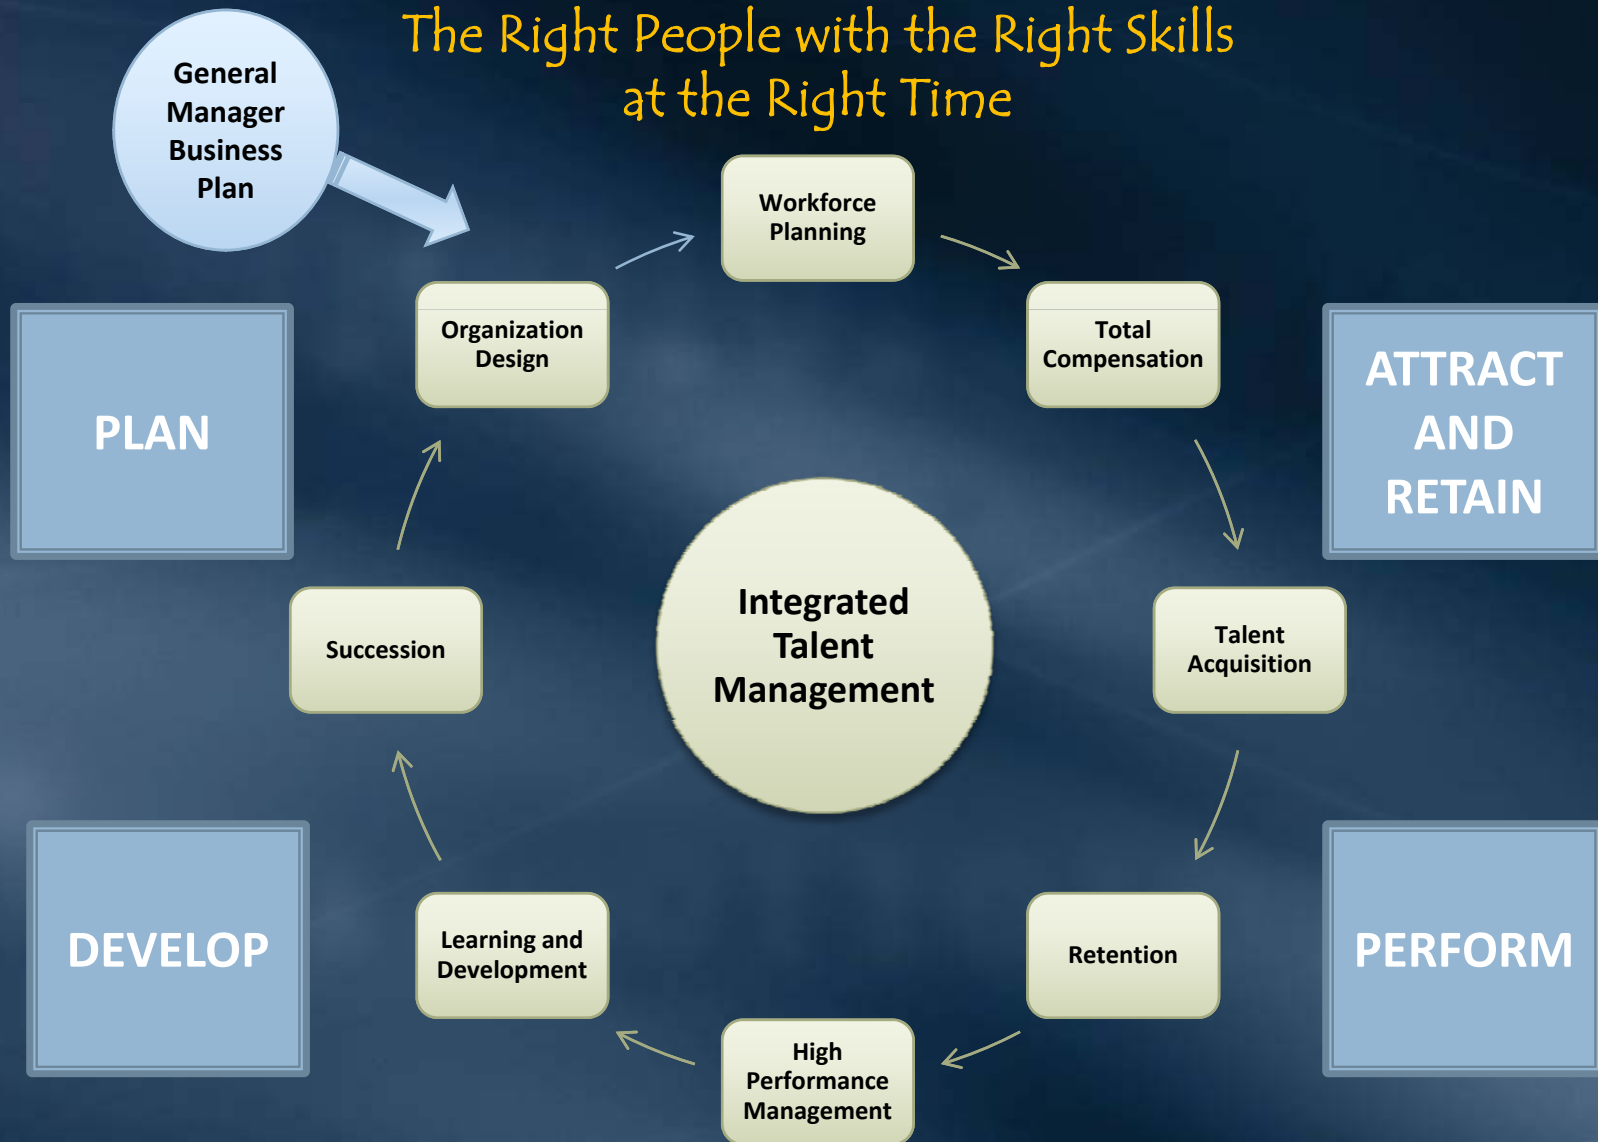 The Right People with the Right Skills
at the Right Time
General
Manager
Business
Plan
Workforce
Planning
Organization
Design
Total
Compensation
PLAN
ATTRACT
AND
RETAIN
Integrated
Talent
Management
Succession
Talent
Acquisition
DEVELOP
Learning and
Development
Retention
PERFORM
High
Performance
Management